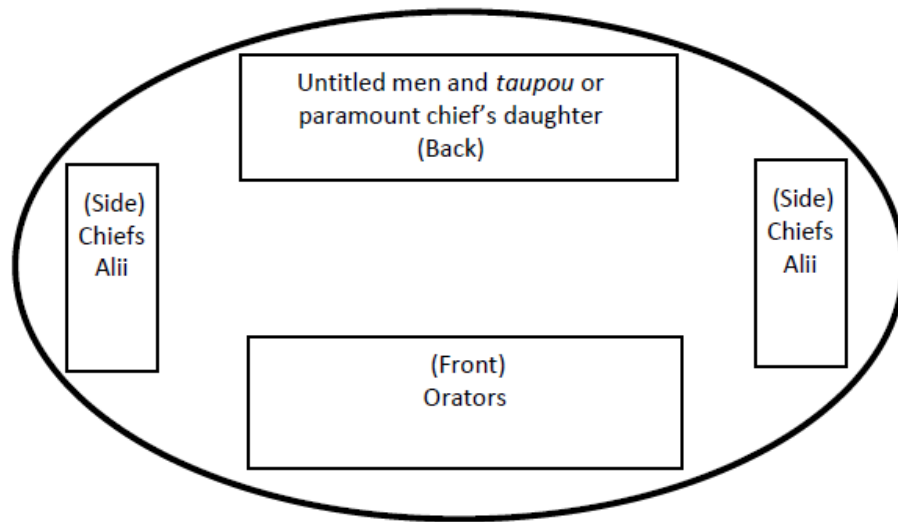 Untitled men and taupou or
paramount chief’s daughter
(Back)
(Side)
Chiefs
Alii
(Side)
Chiefs
Alii
(Front)
Orators